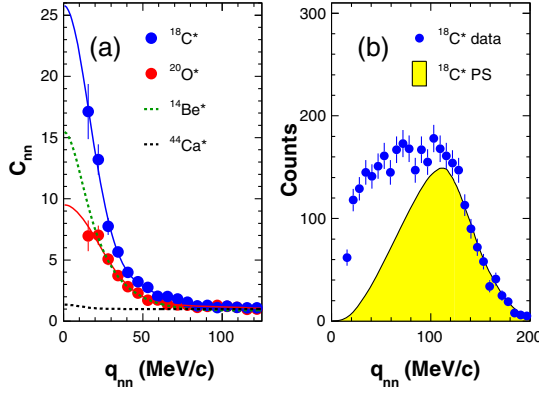 (a)
¹⁸C*
²⁰O*
¹⁴Be*
⁴⁴Ca*
Cₙₙ
25
20
15
10
5
0
0
50
100
qₙₙ (MeV/c)
(b)
¹⁸C* data
¹⁸C* PS
Counts
300
200
100
0
0
100
200
qₙₙ (MeV/c)